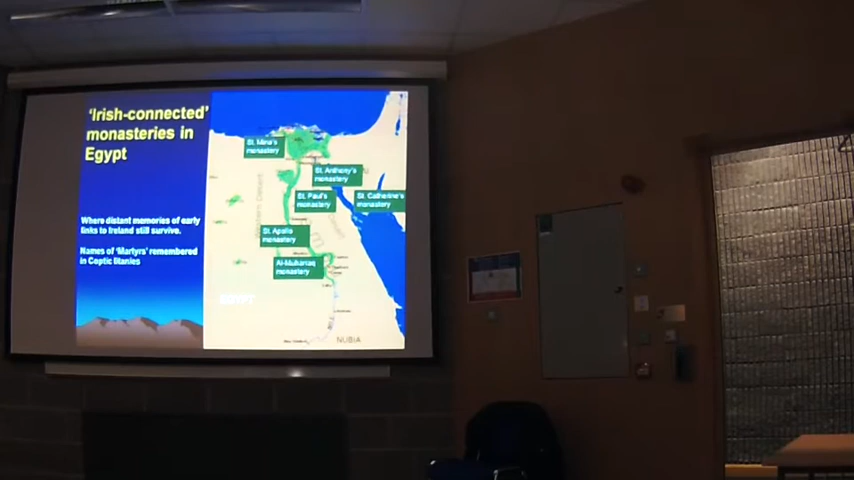 'Irish-connected'
monasteries in
Egypt
Where distant memories of early
links to Ireland still survive.
Names of 'Martyrs' remembered
in Coptic litanies
St. Mina's
monastery
St. Anthony's
monastery
St. Paul's
monastery
St. Catherine's
monastery
St. Apollo
monastery
Al-Muharraq
monastery
NUBIA